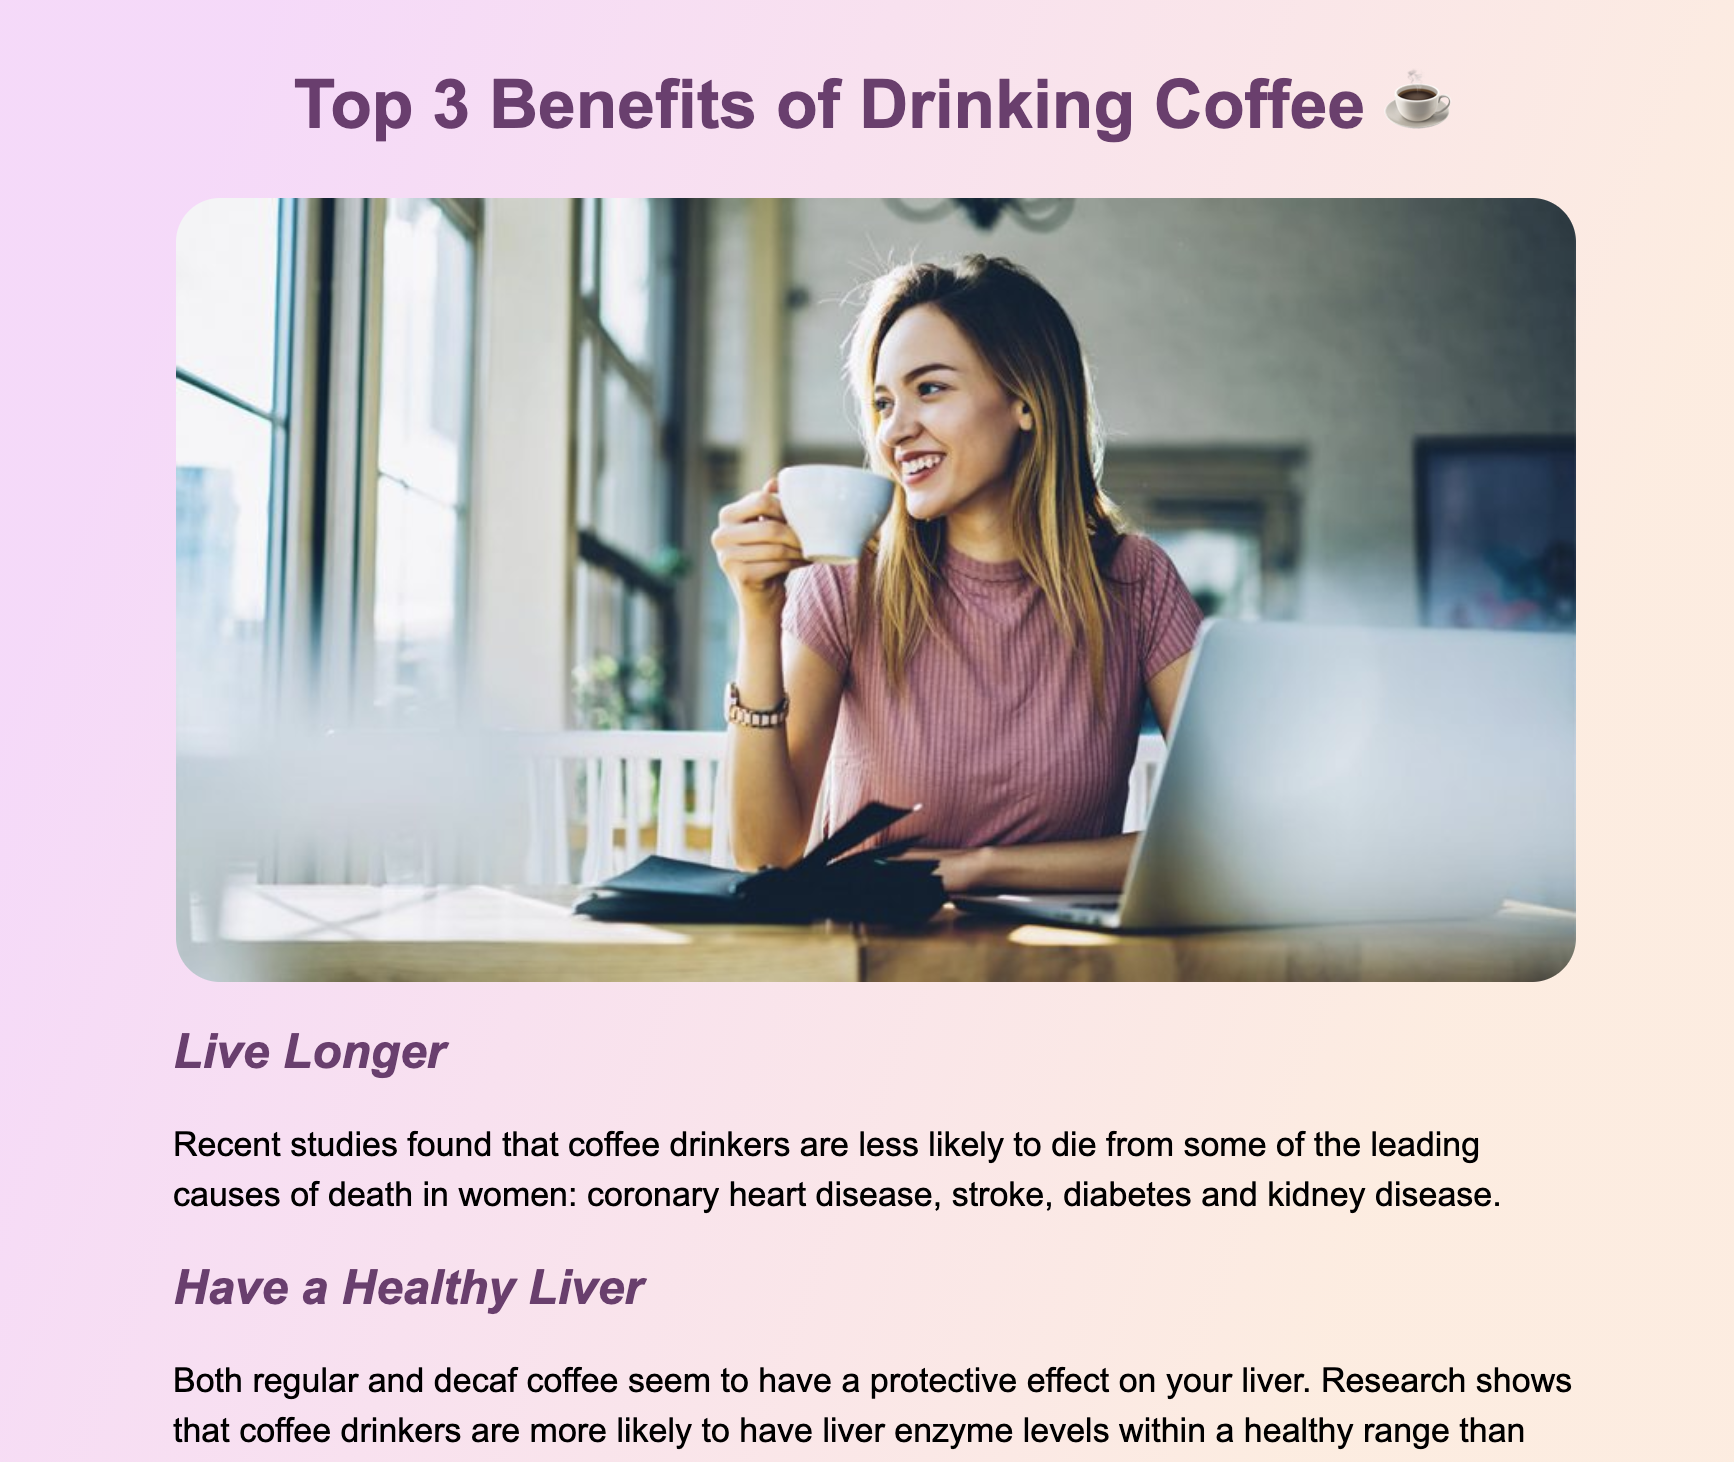 Top 3 Benefits of Drinking Coffee ☕
Live Longer
Recent studies found that coffee drinkers are less likely to die from some of the leading
causes of death in women: coronary heart disease, stroke, diabetes and kidney disease.
Have a Healthy Liver
Both regular and decaf coffee seem to have a protective effect on your liver. Research shows
that coffee drinkers are more likely to have liver enzyme levels within a healthy range than